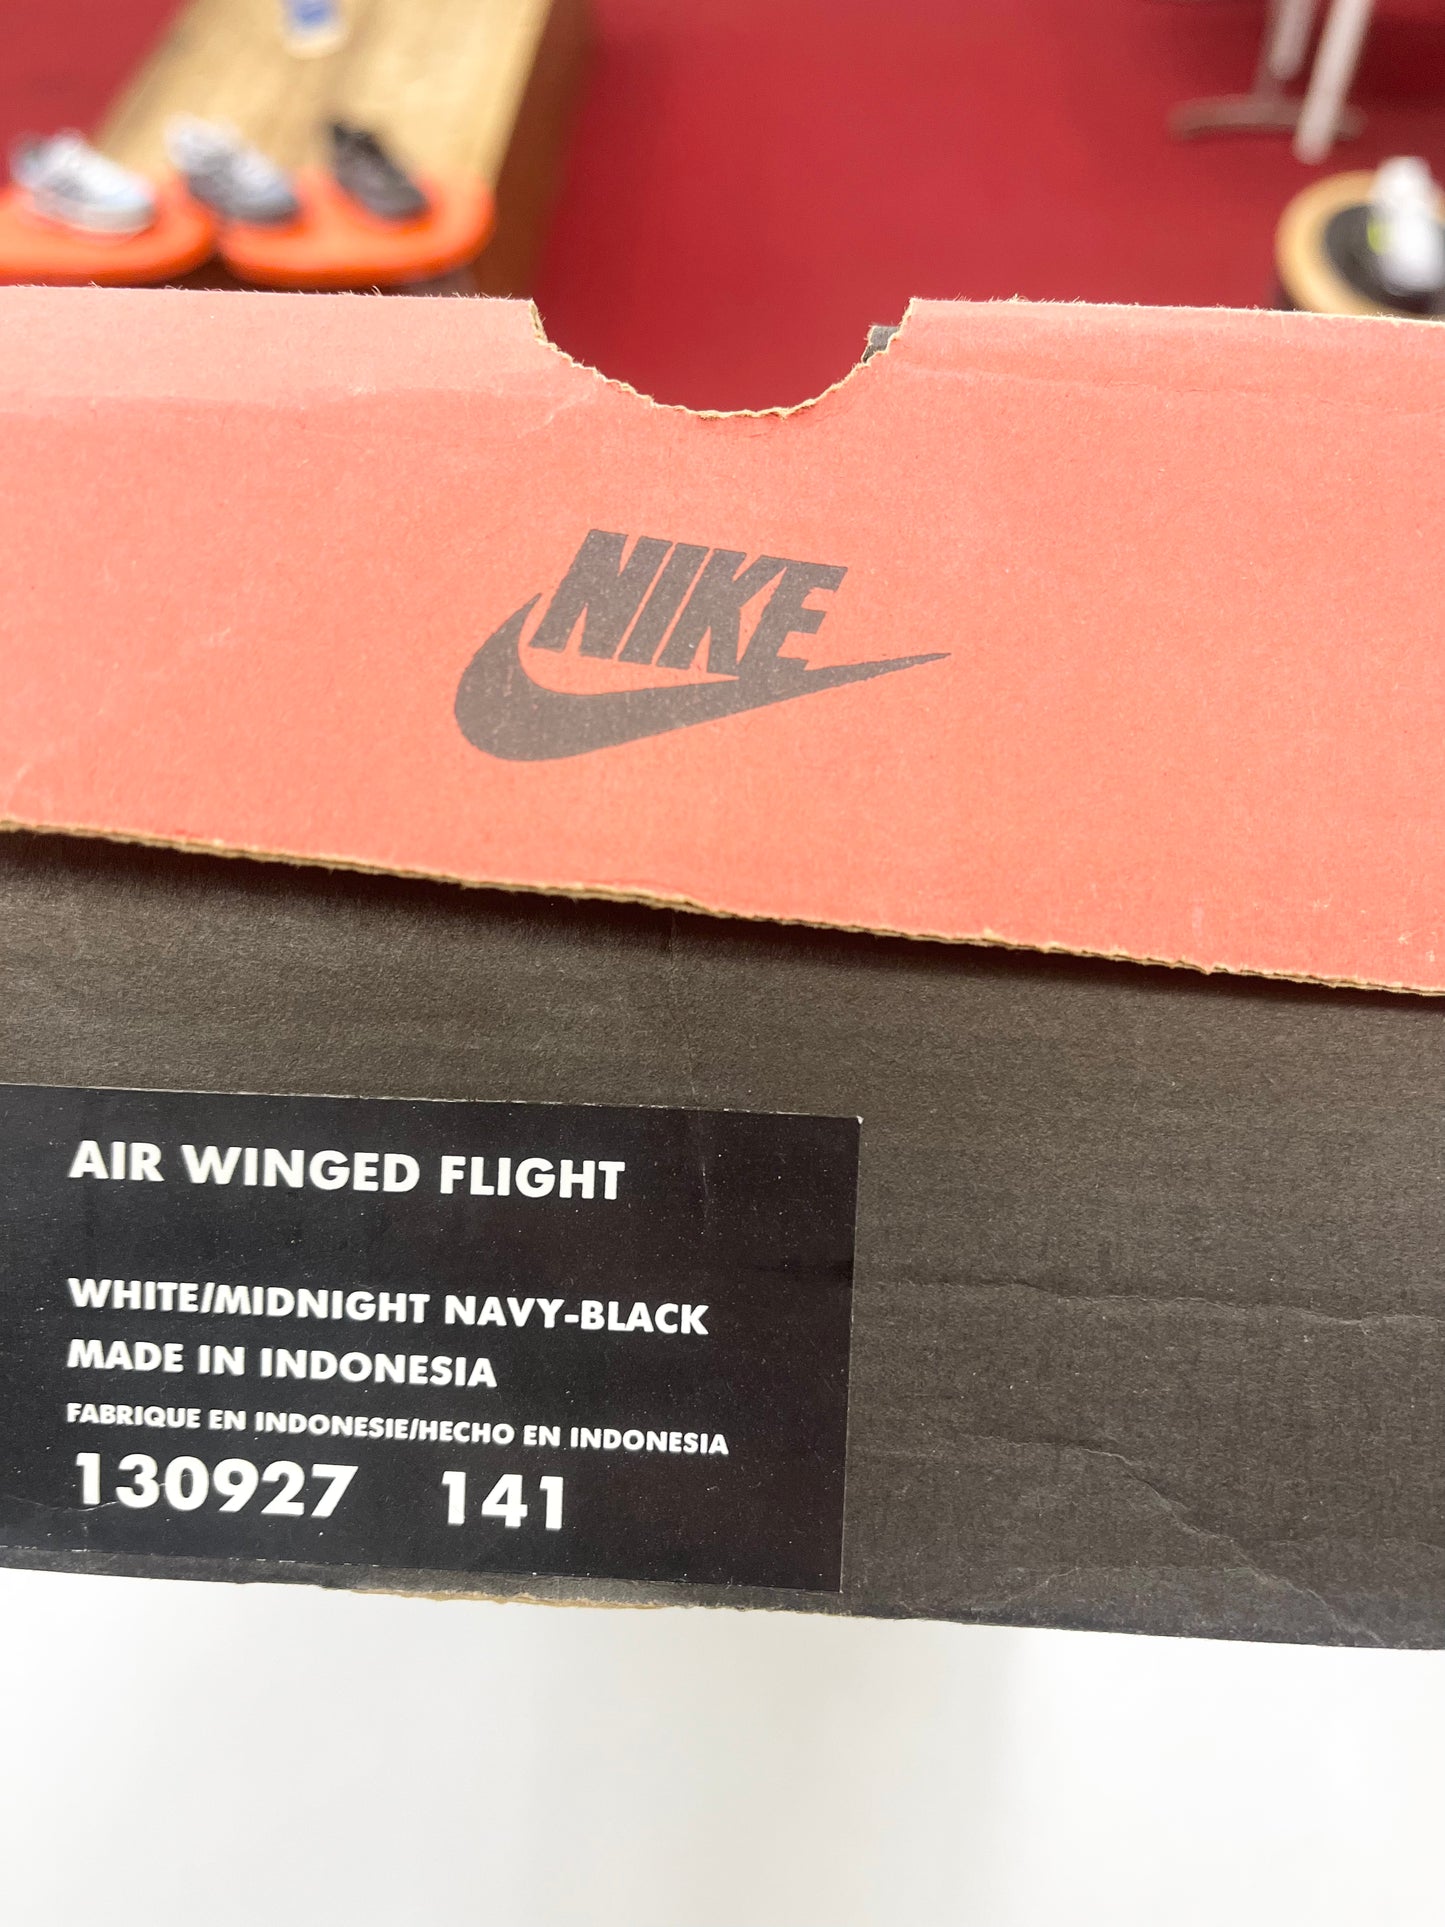 NIKE
AIR WINGED FLIGHT
WHITE/MIDNIGHT NAVY-BLACK
MADE IN INDONESIA
FABRIQUE EN INDONESIE/HECHO EN INDONESIA
130927 141